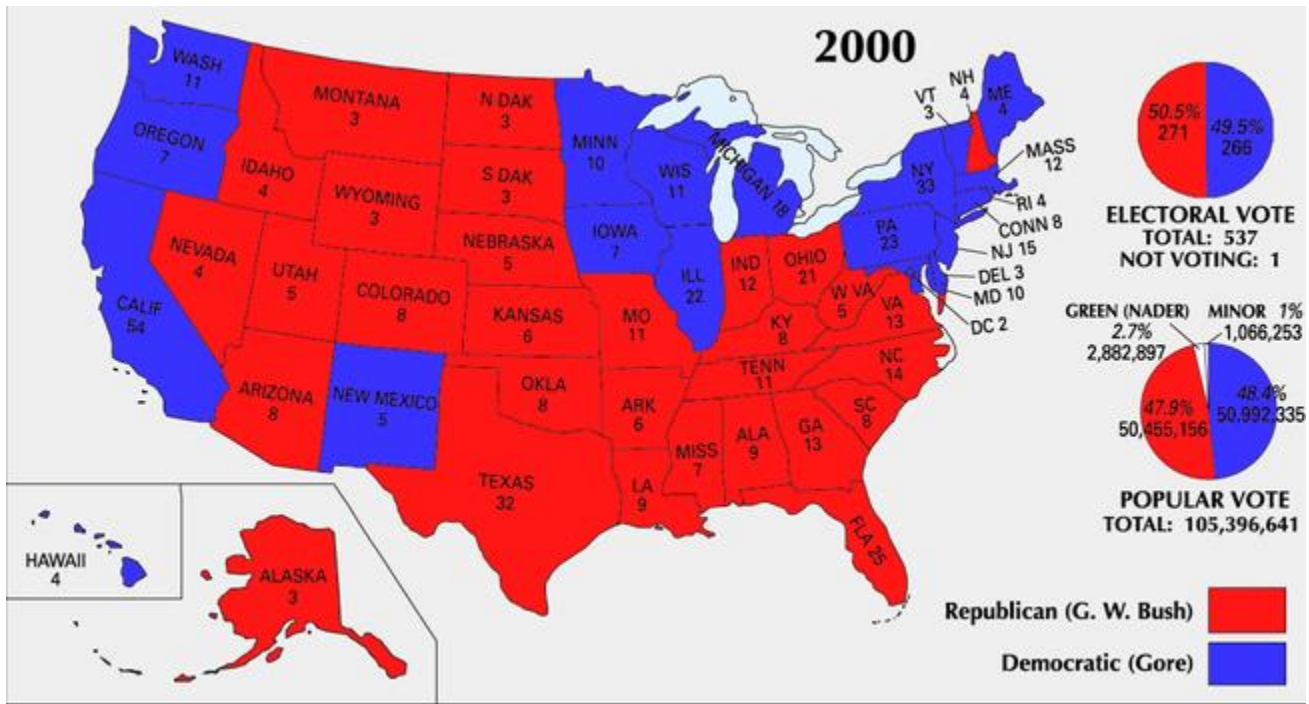 2000
WASH
11
OREGON
7
CALIF
54
NEVADA
4
IDAHO
4
MONTANA
3
WYOMING
3
UTAH
5
COLORADO
8
ARIZONA
8
NEW MEXICO
5
N DAK
3
S DAK
3
NEBRASKA
5
KANSAS
6
OKLA
8
TEXAS
32
MINN
10
IOWA
7
MO
11
ARK
6
LA
9
WIS
11
ILL
22
MICHIGAN 18
IND
12
OHIO
21
KY
8
TENN
11
MISS
7
ALA
9
GA
13
FLA 25
SC
8
NC
14
VA
13
W VA
5
PA
23
NY
33
VT
3
NH
4
ME
4
MASS
12
RI 4
CONN 8
NJ 15
DEL 3
MD 10
DC 2
HAWAII
4
ALASKA
3
50.5%
271
49.5%
266
ELECTORAL VOTE
TOTAL: 537
NOT VOTING: 1
GREEN (NADER)
2.7%
2,882,897
MINOR 1%
1,066,253
47.9%
50,455,156
48.4%
50,992,335
POPULAR VOTE
TOTAL: 105,396,641
Republican (G. W. Bush)
Democratic (Gore)